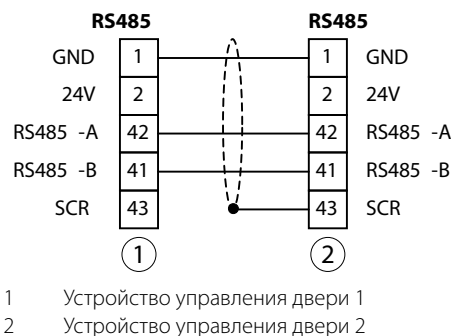 RS485 RS485
GND 1 1 GND
24V 2 2 24V
RS485 -A 42 42 RS485 -A
RS485 -B 41 41 RS485 -B
SCR 43 43 SCR
1 2
1 Устройство управления двери 1
2 Устройство управления двери 2